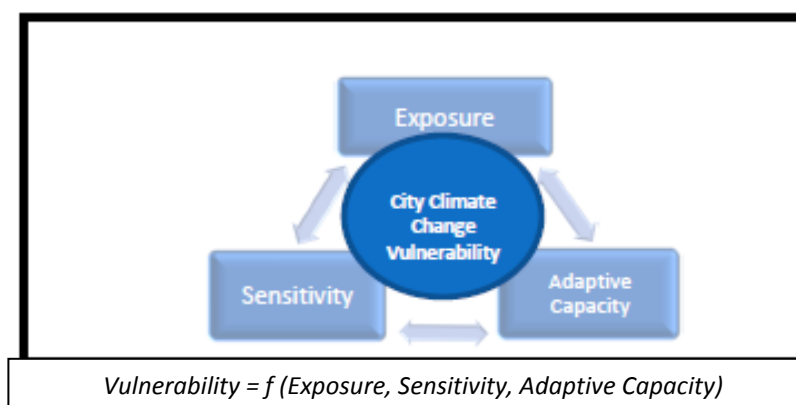 Exposure
City Climate
Change
Vulnerability
Sensitivity
Adaptive
Capacity
Vulnerability = f (Exposure, Sensitivity, Adaptive Capacity)